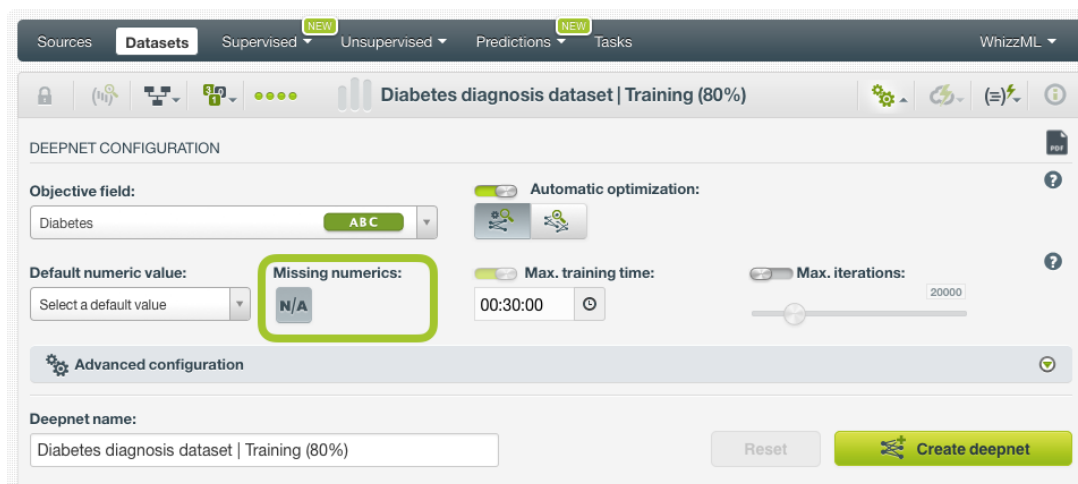 NEW NEW
Sources Datasets Supervised Unsupervised Predictions Tasks WhizzML
Diabetes diagnosis dataset | Training (80%)
DEEPNET CONFIGURATION
PDF
Objective field: Automatic optimization:
Diabetes ABC
Default numeric value: Missing numerics: Max. training time: Max. iterations:
Select a default value N/A 00:30:00 20000
Advanced configuration
Deepnet name:
Diabetes diagnosis dataset | Training (80%) Reset Create deepnet